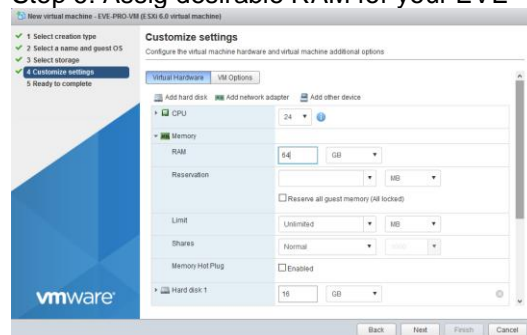 Step 9: Assig desirable RAM for your EVE
New virtual machine - EVE-PRO-VM (ESXi 6.0 virtual machine)
1 Select creation type
2 Select a name and guest OS
3 Select storage
4 Customize settings
5 Ready to complete
Customize settings
Configure the virtual machine hardware and virtual machine additional options
Virtual Hardware VM Options
Add hard disk Add network adapter Add other device
CPU 24
Memory
RAM 64 GB
Reservation MB
Reserve all guest memory (All locked)
Limit Unlimited MB
Shares Normal
Memory Hot Plug Enabled
Hard disk 1 16 GB
vmware
Back Next Finish Cancel